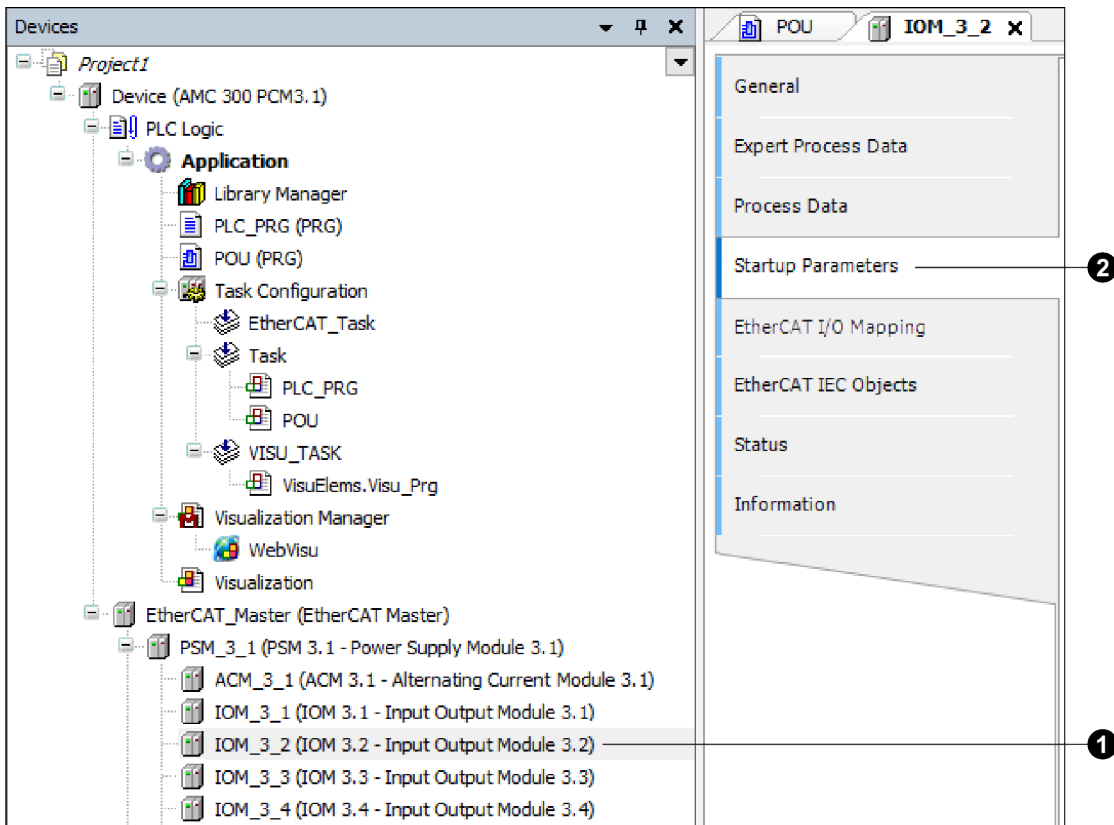 Devices
Project1
Device (AMC 300 PCM3.1)
PLC Logic
Application
Library Manager
PLC_PRG (PRG)
POU (PRG)
Task Configuration
EtherCAT_Task
Task
PLC_PRG
POU
VISU_TASK
VisuElems.Visu_Prg
Visualization Manager
WebVisu
Visualization
EtherCAT_Master (EtherCAT Master)
PSM_3_1 (PSM 3.1 - Power Supply Module 3.1)
ACM_3_1 (ACM 3.1 - Alternating Current Module 3.1)
IOM_3_1 (IOM 3.1 - Input Output Module 3.1)
IOM_3_2 (IOM 3.2 - Input Output Module 3.2)
1
IOM_3_3 (IOM 3.3 - Input Output Module 3.3)
IOM_3_4 (IOM 3.4 - Input Output Module 3.4)
POU
IOM_3_2
General
Expert Process Data
Process Data
Startup Parameters
2
EtherCAT I/O Mapping
EtherCAT IEC Objects
Status
Information